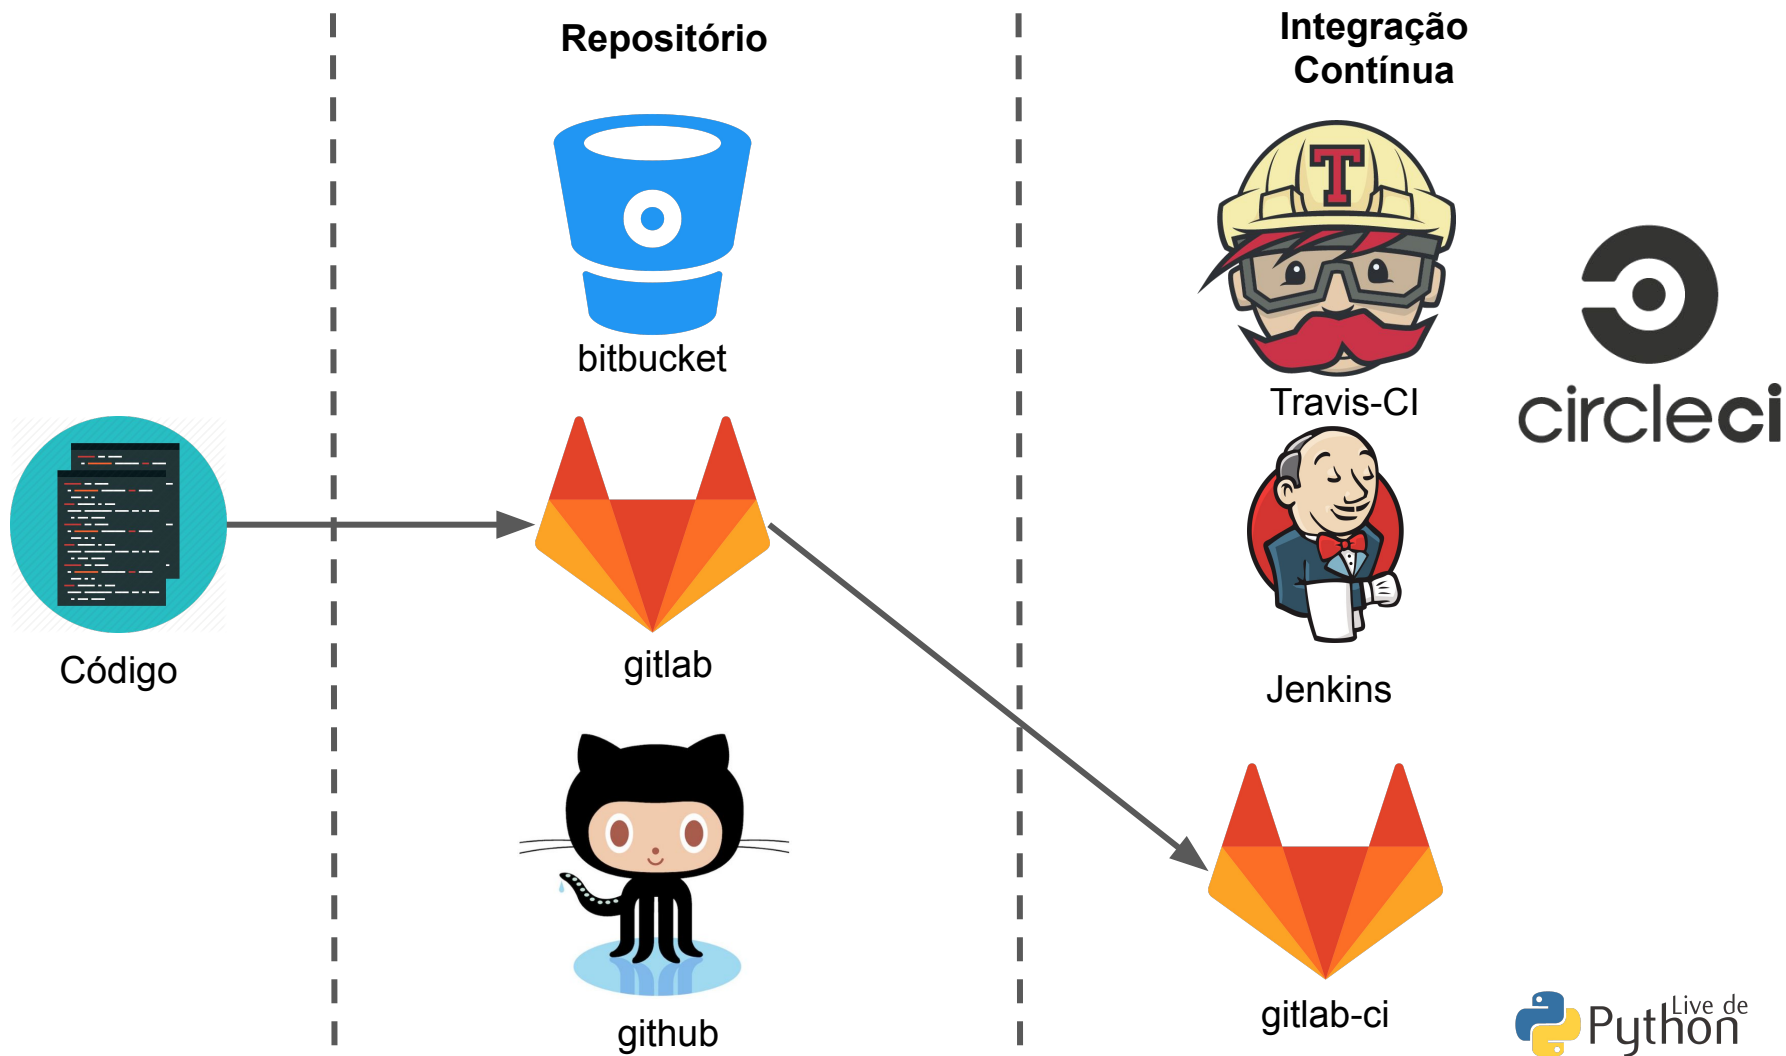 Repositório
Integração
Contínua
T
bitbucket
Travis-CI
circleci
Código
gitlab
Jenkins
github
gitlab-ci
Live de
Python